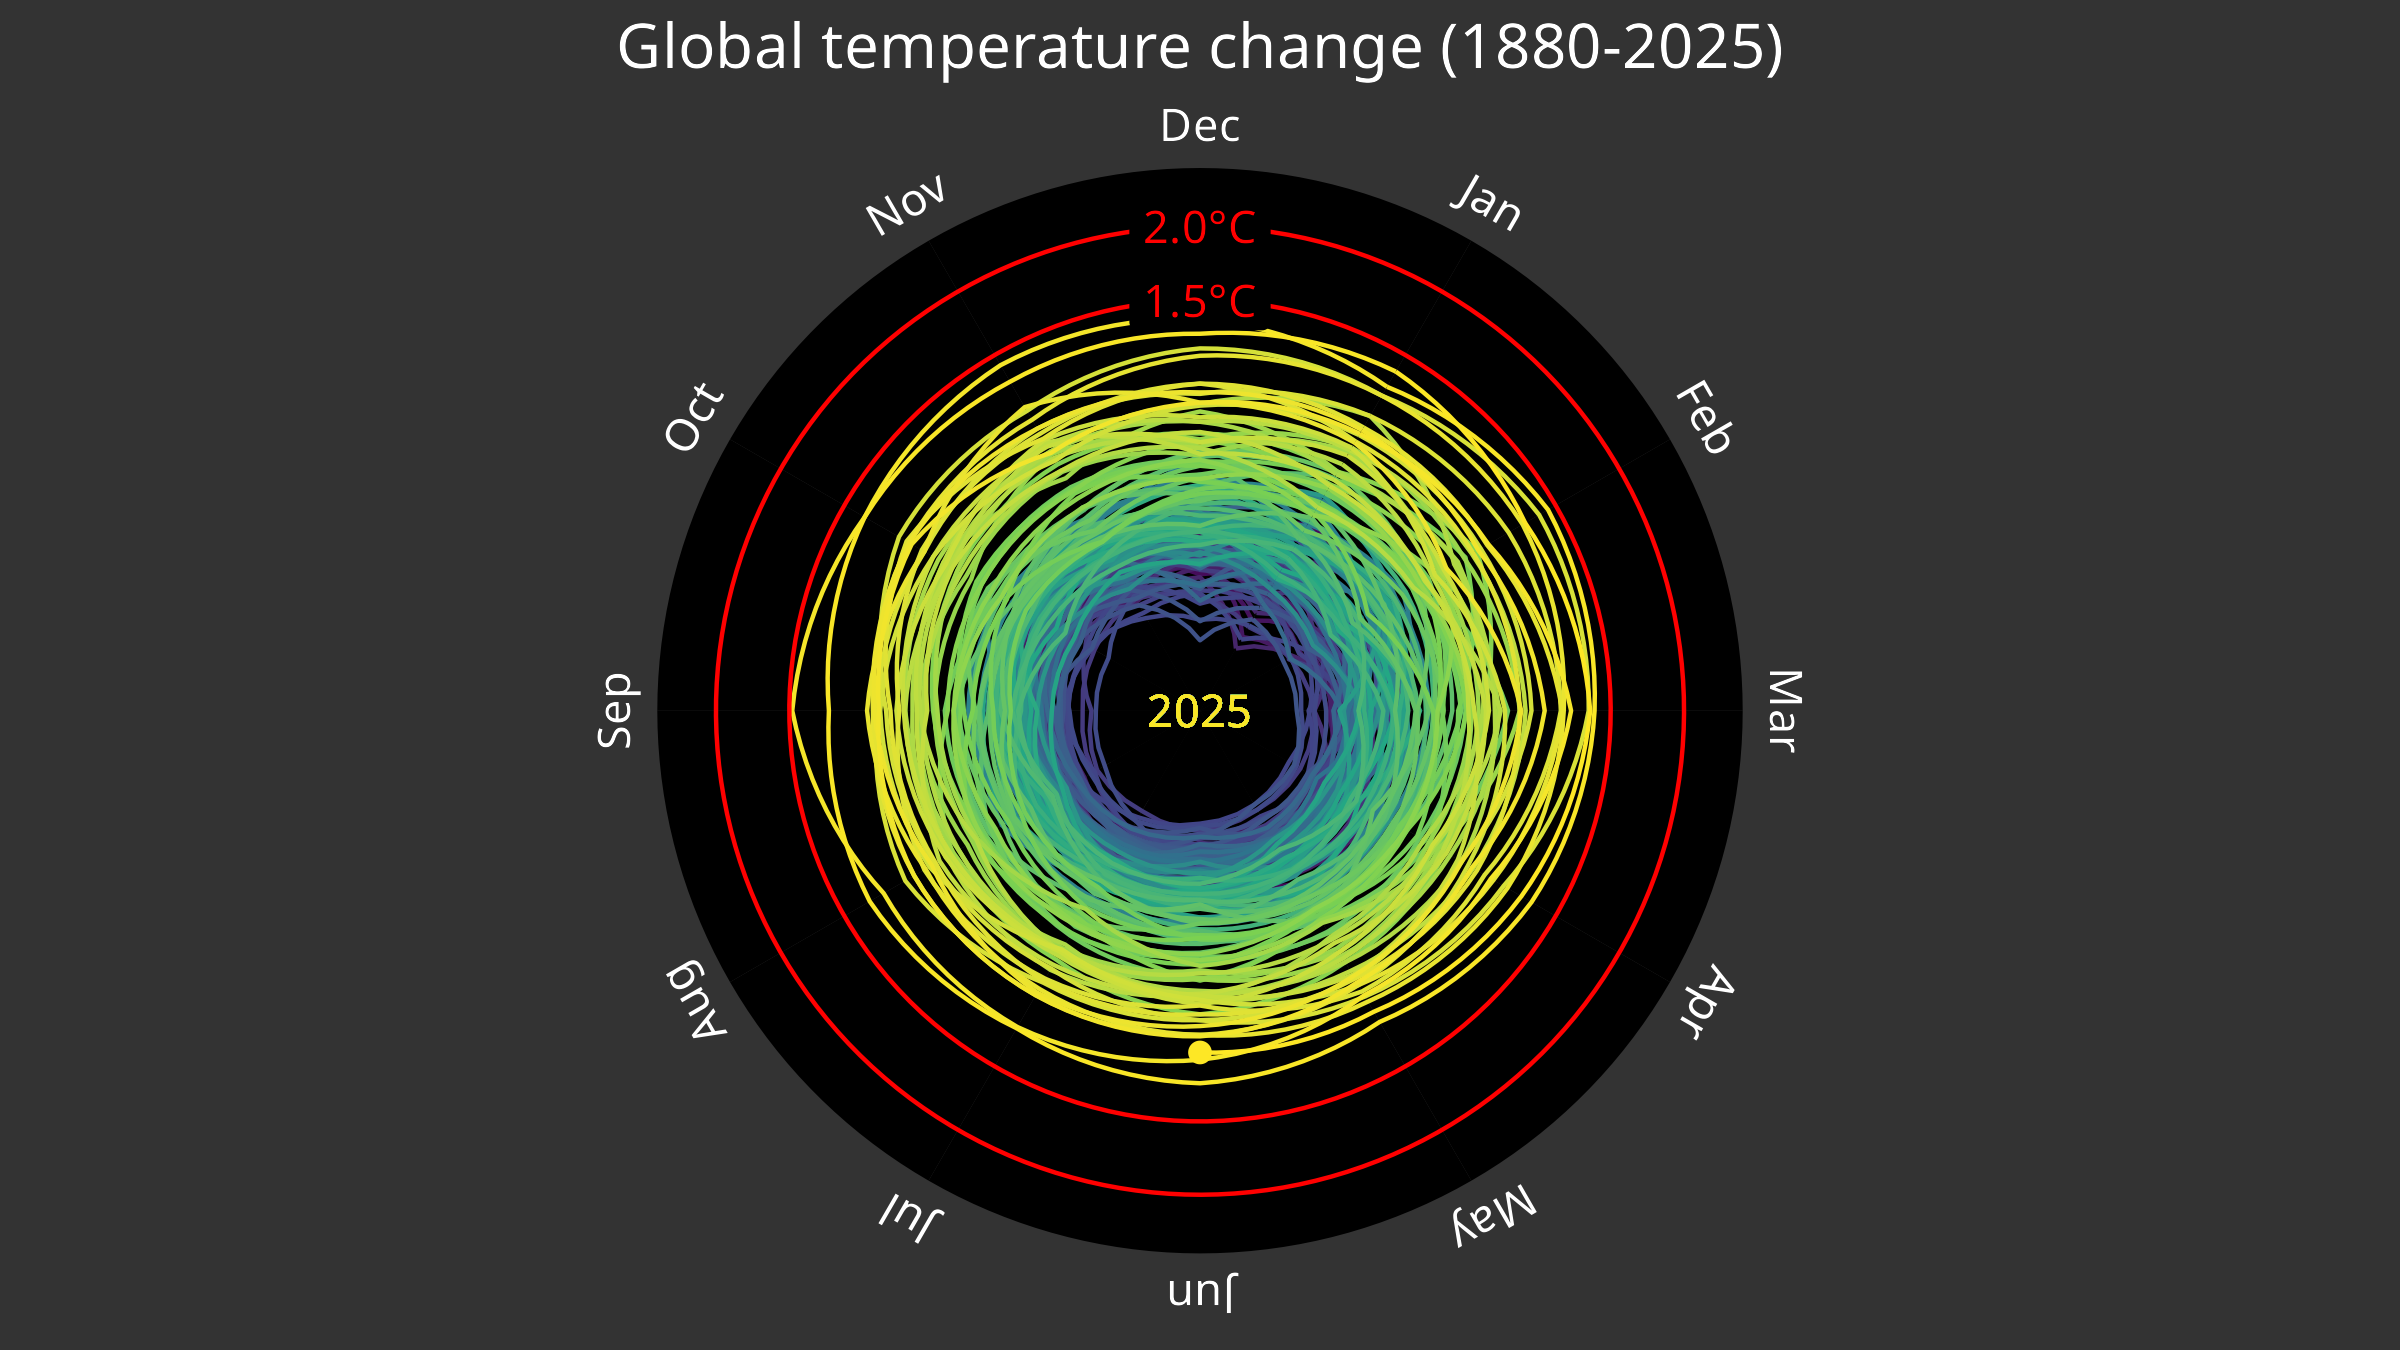 Global temperature change (1880-2025)
Dec
Jan
Feb
Mar
Apr
May
Jun
Jul
Aug
Sep
Oct
Nov
2.0°C
1.5°C
2025